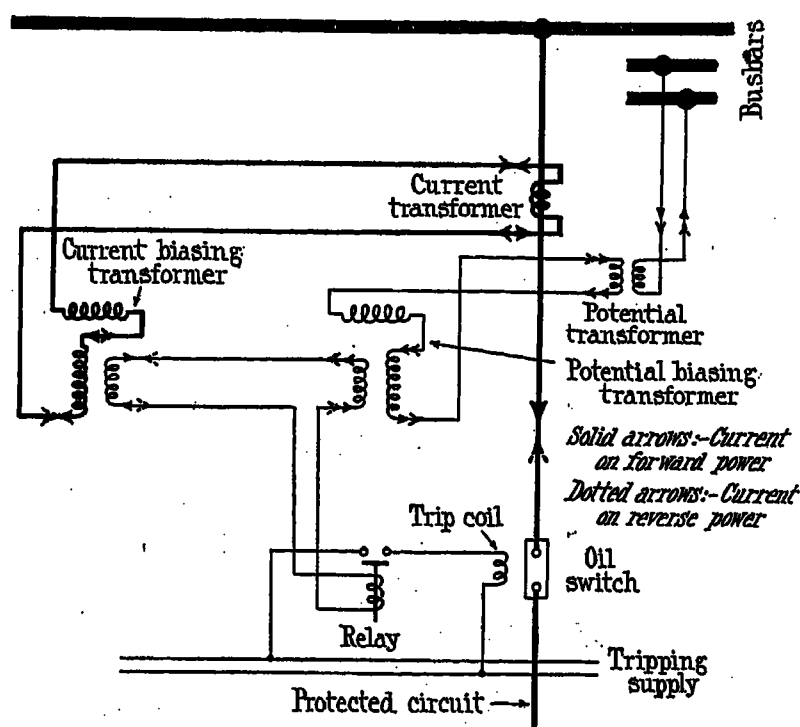 Busbars
Current
transformer
Current biasing
transformer
Potential
transformer
Potential biasing
transformer
Solid arrows:-Current
on forward power
Dotted arrows:-Current
on reverse power
Trip coil
Oil
switch
Relay
Tripping
supply
Protected circuit